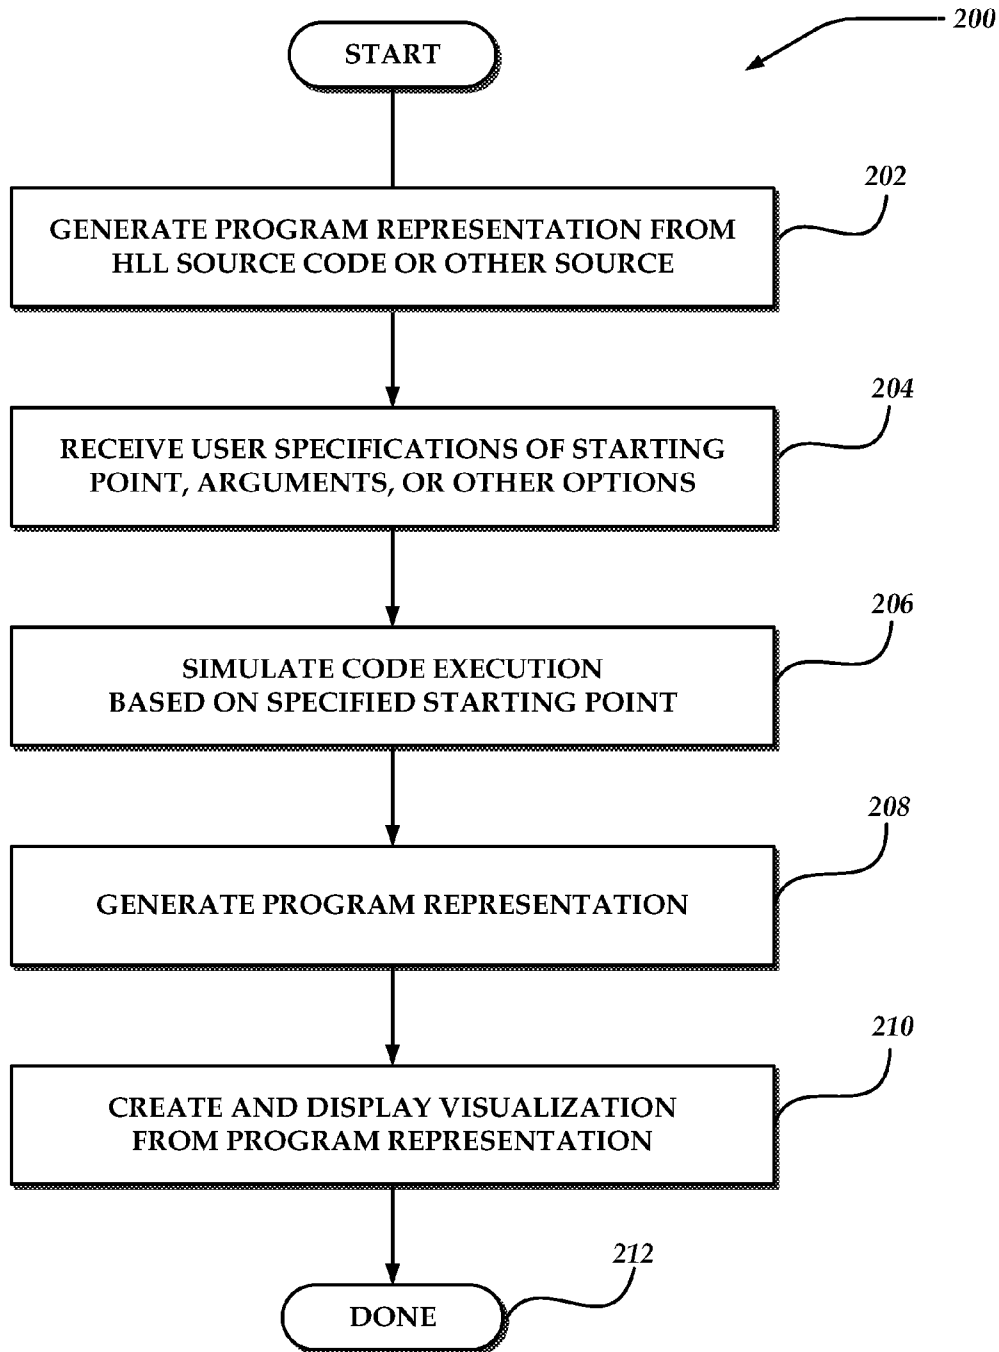 200
START
202
GENERATE PROGRAM REPRESENTATION FROM
HLL SOURCE CODE OR OTHER SOURCE
204
RECEIVE USER SPECIFICATIONS OF STARTING
POINT, ARGUMENTS, OR OTHER OPTIONS
206
SIMULATE CODE EXECUTION
BASED ON SPECIFIED STARTING POINT
208
GENERATE PROGRAM REPRESENTATION
210
CREATE AND DISPLAY VISUALIZATION
FROM PROGRAM REPRESENTATION
212
DONE